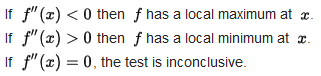 If f″(x) < 0 then f has a local maximum at x.
If f″(x) > 0 then f has a local minimum at x.
If f″(x) = 0, the test is inconclusive.